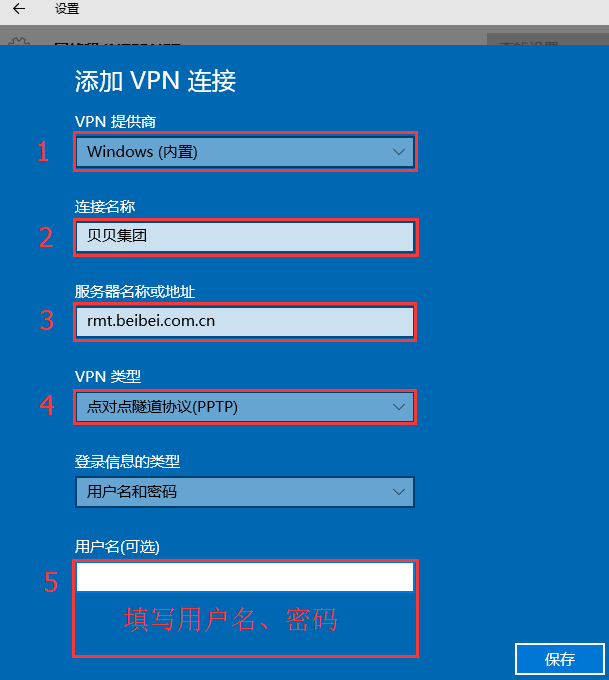 设置
添加 VPN 连接
VPN 提供商
1
Windows (内置)
连接名称
2
贝贝集团
服务器名称或地址
3
rmt.beibei.com.cn
VPN 类型
4
点对点隧道协议(PPTP)
登录信息的类型
用户名和密码
用户名(可选)
5
填写用户名、密码
保存